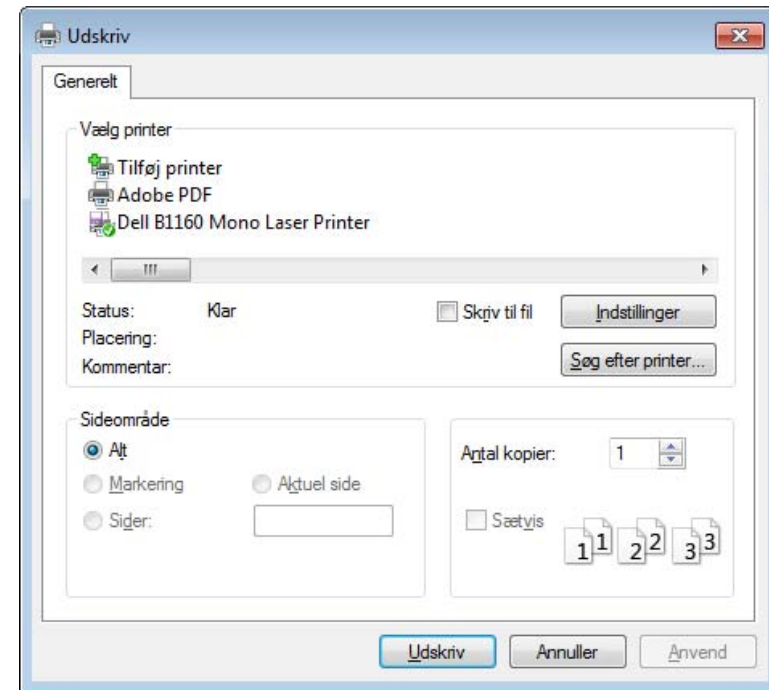 Udskriv
Generelt
Vælg printer
Tilføj printer
Adobe PDF
Dell B1160 Mono Laser Printer
Status: Klar
Skriv til fil
Indstillinger
Placering:
Kommentar:
Søg efter printer...
Sideområde
Alt
Markering
Aktuel side
Sider:
Antal kopier: 1
Sætvis
1 1 2 2 3 3
Udskriv
Annuller
Anvend